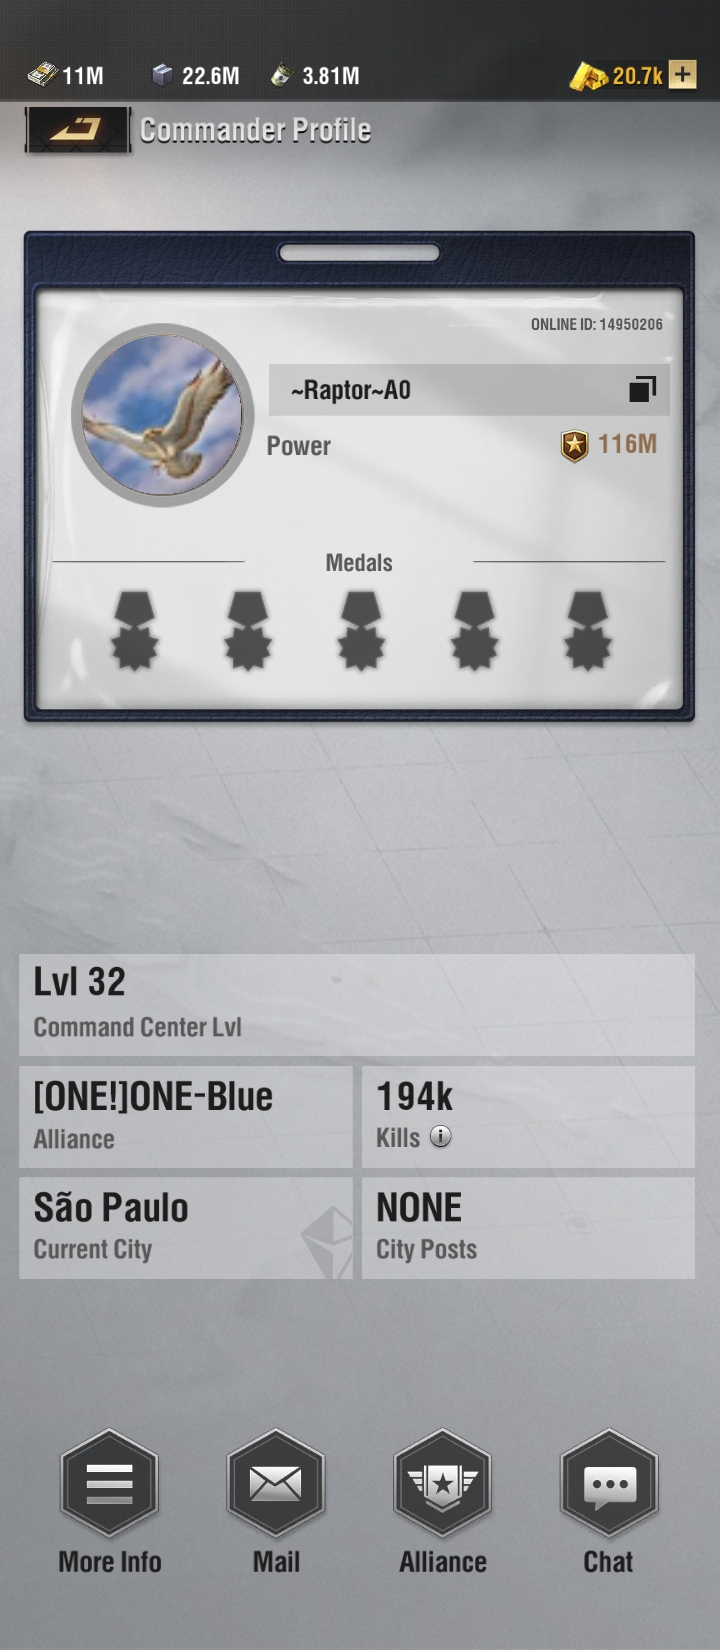 11M 22.6M 3.81M 20.7k
Commander Profile
ONLINE ID: 14950206
~Raptor~A0
Power 116M
Medals
Lvl 32
Command Center Lvl
[ONE!]ONE-Blue
Alliance
194k
Kills
São Paulo
Current City
NONE
City Posts
More Info Mail Alliance Chat